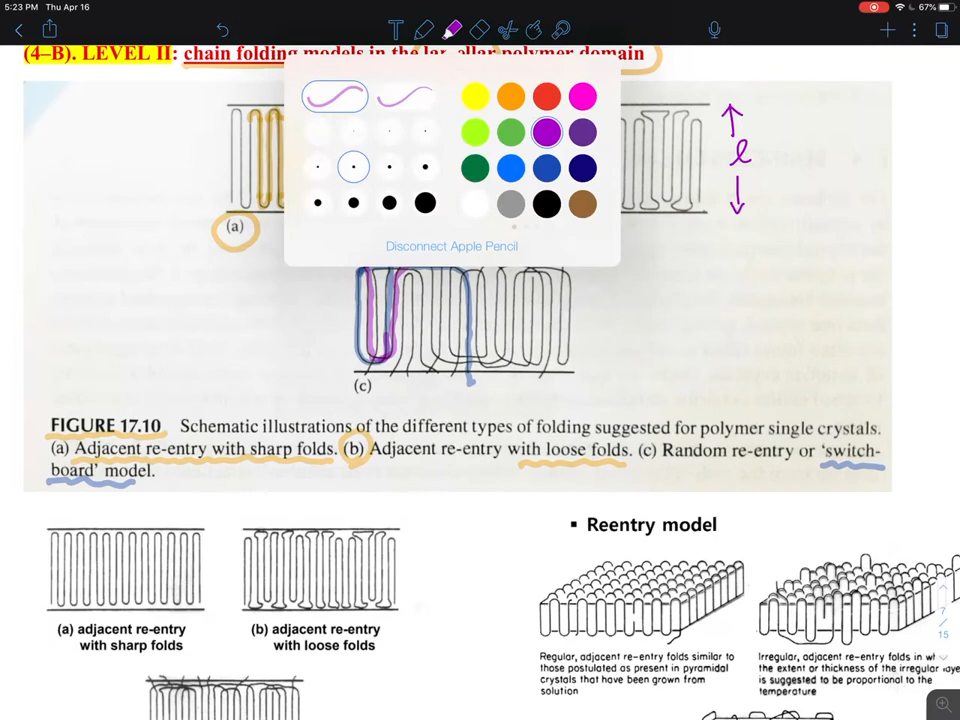 5:23 PM Thu Apr 16
67%
(4–B). LEVEL II: chain folding models in the lar allar polymer domain
ℓ
(a)
Disconnect Apple Pencil
(c)
FIGURE 17.10 Schematic illustrations of the different types of folding suggested for polymer single crystals.
(a) Adjacent re-entry with sharp folds. (b) Adjacent re-entry with loose folds. (c) Random re-entry or ‘switch-
board’ model.
▪ Reentry model
(a) adjacent re-entry
with sharp folds
(b) adjacent re-entry
with loose folds
Regular, adjacent re-entry folds similar to
those postulated as present in pyramidal
crystals that have been grown from
solution
Irregular, adjacent re-entry folds in wh
the extent or thickness of the irregular
is suggested to be proportional to the
temperature
7
/
15